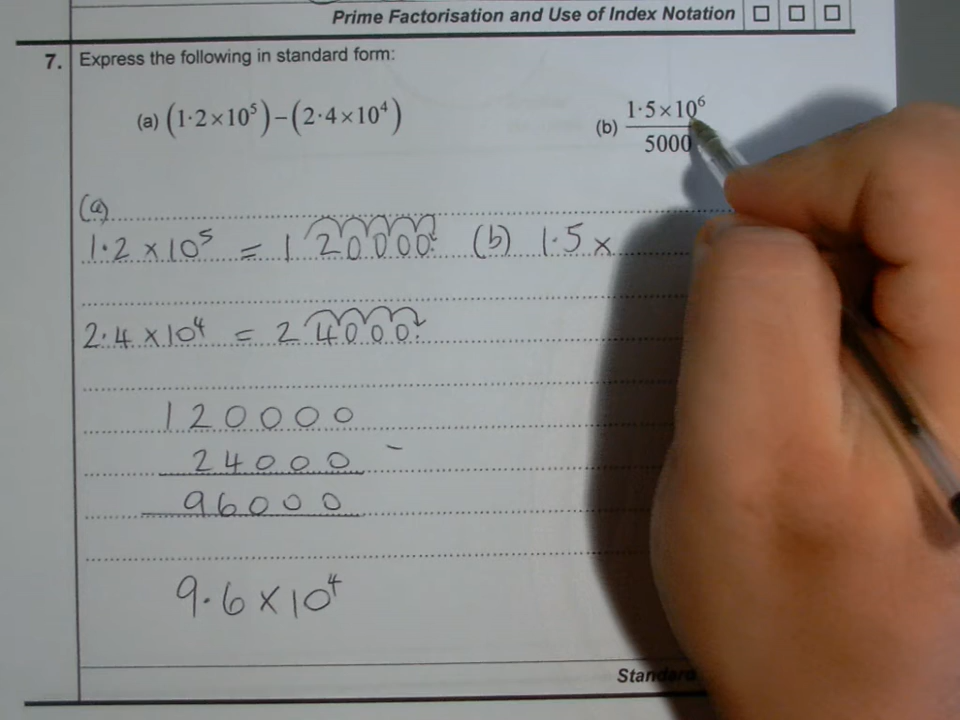 Prime Factorisation and Use of Index Notation
7. Express the following in standard form:
(a) (1·2×10⁵)−(2·4×10⁴)
(b) 1·5×10⁶
5000
(a)
1.2 × 10⁵ = 120000. (b) 1.5 ×
2.4 × 10⁴ = 24000.
120000
24000 −
96000
9.6 × 10⁴